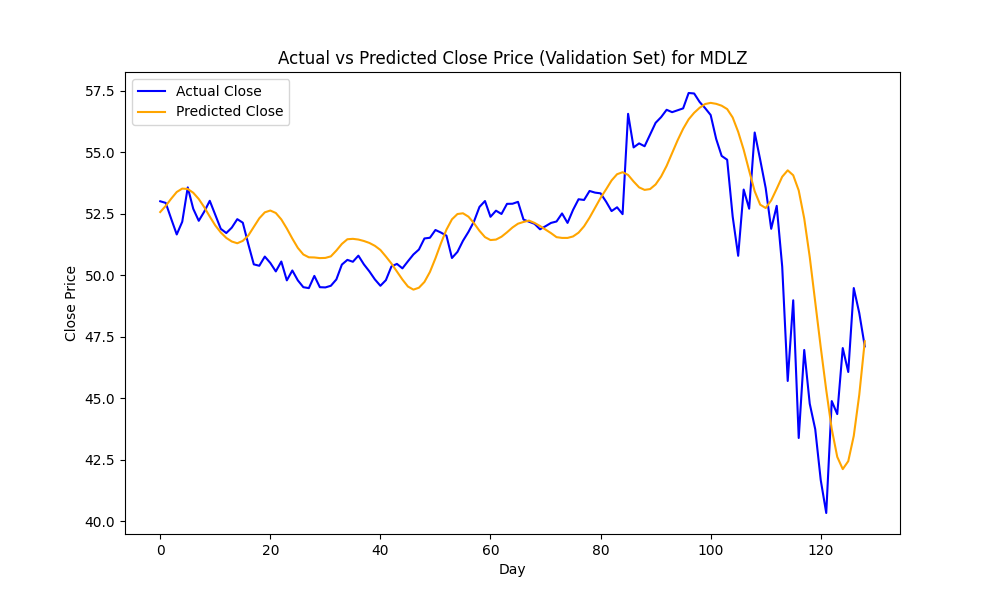 Actual vs Predicted Close Price (Validation Set) for MDLZ
Actual Close
Predicted Close
Close Price
57.5
55.0
52.5
50.0
47.5
45.0
42.5
40.0
0 20 40 60 80 100 120
Day